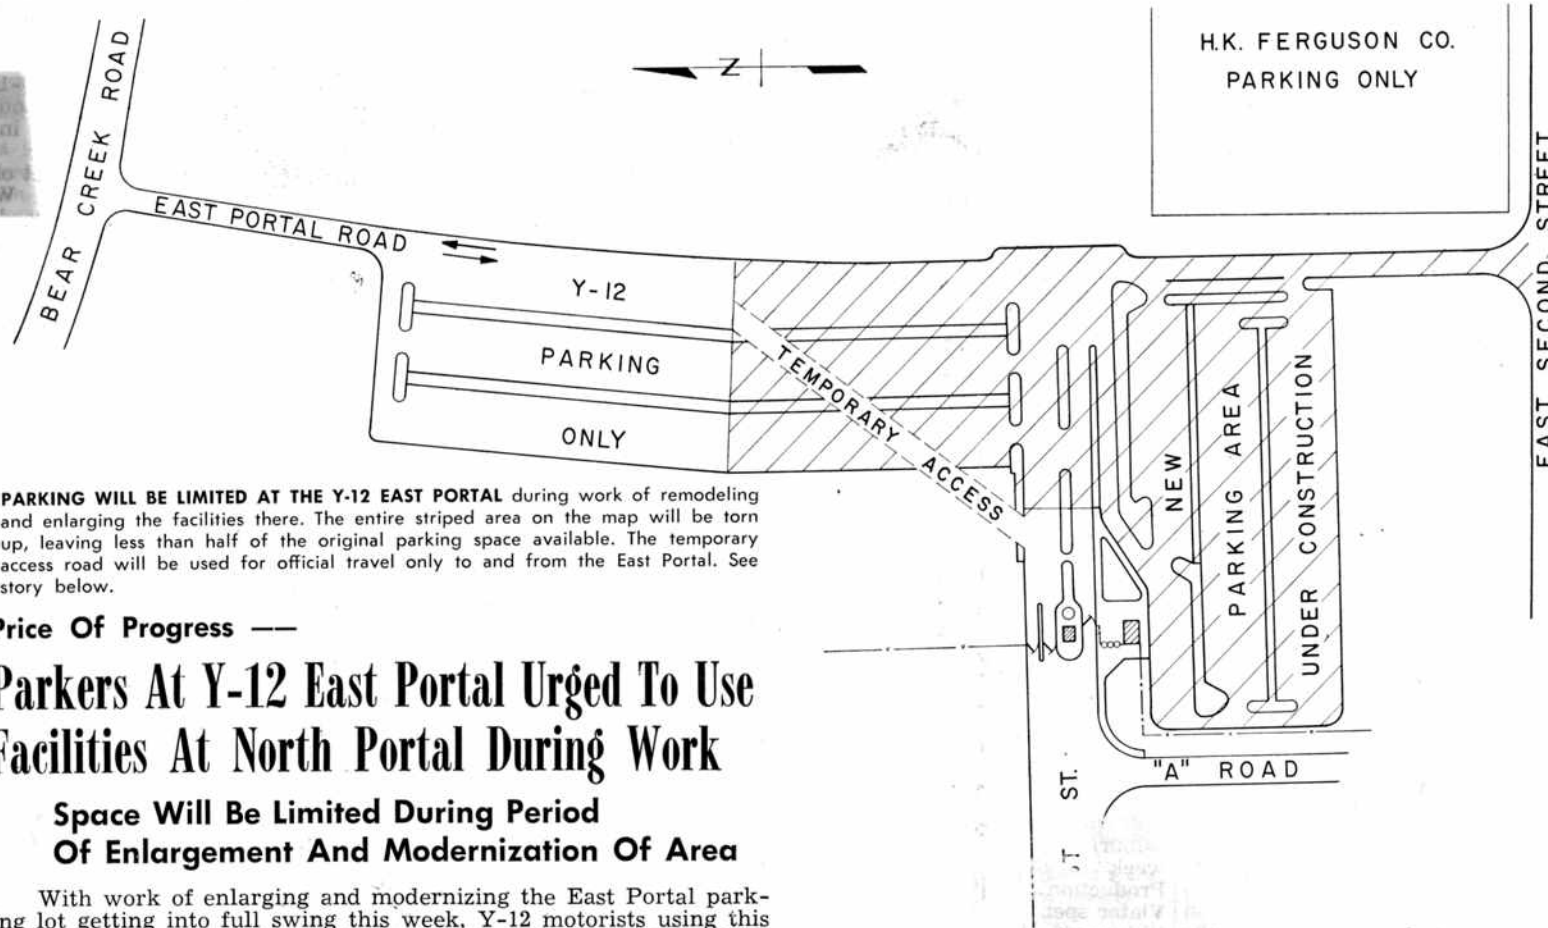 H.K. FERGUSON CO.
PARKING ONLY
BEAR CREEK ROAD
N
EAST PORTAL ROAD
Y-12
PARKING
ONLY
TEMPORARY ACCESS
NEW
PARKING AREA
UNDER CONSTRUCTION
EAST SECOND STREET
"A" ROAD
ST.
PARKING WILL BE LIMITED AT THE Y-12 EAST PORTAL during work of remodeling
and enlarging the facilities there. The entire striped area on the map will be torn
up, leaving less than half of the original parking space available. The temporary
access road will be used for official travel only to and from the East Portal. See
story below.
Price Of Progress ——
Parkers At Y-12 East Portal Urged To Use
Facilities At North Portal During Work
Space Will Be Limited During Period
Of Enlargement And Modernization Of Area
With work of enlarging and modernizing the East Portal park-
ng lot getting into full swing this week, Y-12 motorists using this